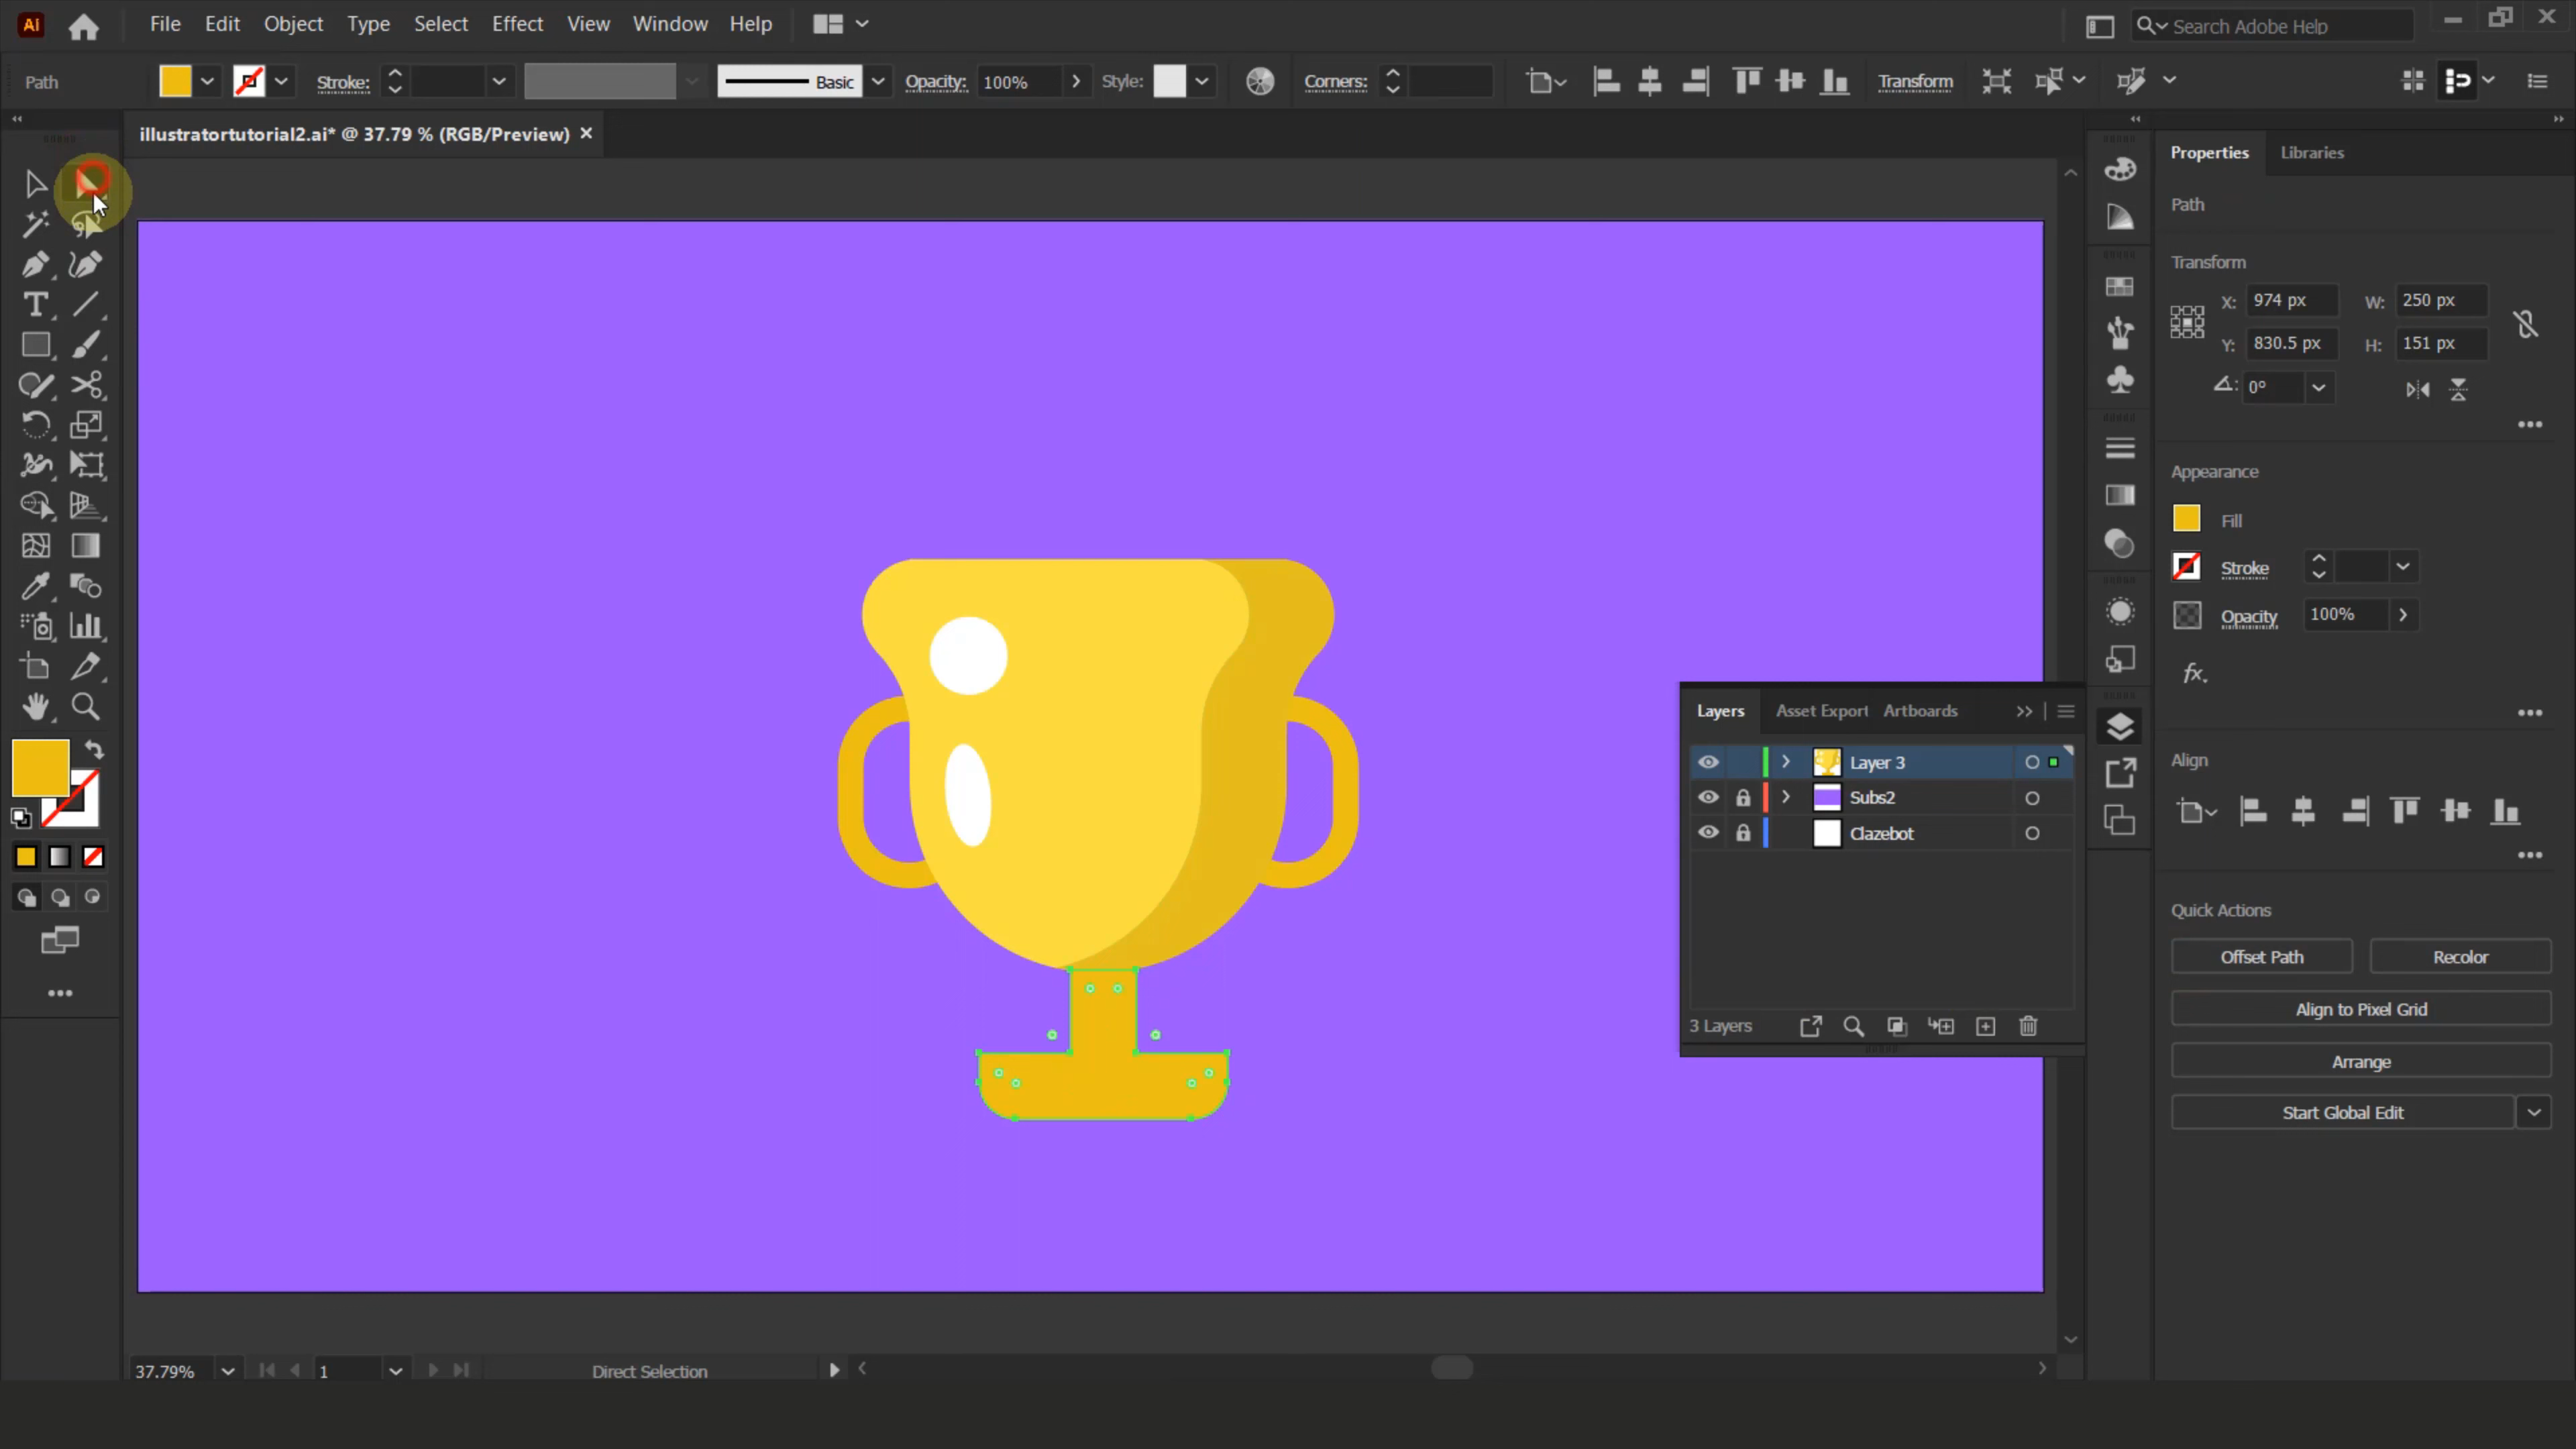 Ai File Edit Object Type Select Effect View Window Help Search Adobe Help
Path Stroke: Basic Opacity: 100% Style: Corners: Transform
illustratortutorial2.ai* @ 37.79 % (RGB/Preview) ×
Properties Libraries
Path
Transform
X: 974 px W: 250 px
Y: 830.5 px H: 151 px
0°
Appearance
Fill
Stroke
Opacity 100%
fx.
Layers Asset Export Artboards
Layer 3
Subs2
Clazebot
3 Layers
Align
Quick Actions
Offset Path Recolor
Align to Pixel Grid
Arrange
Start Global Edit
37.79% 1 Direct Selection